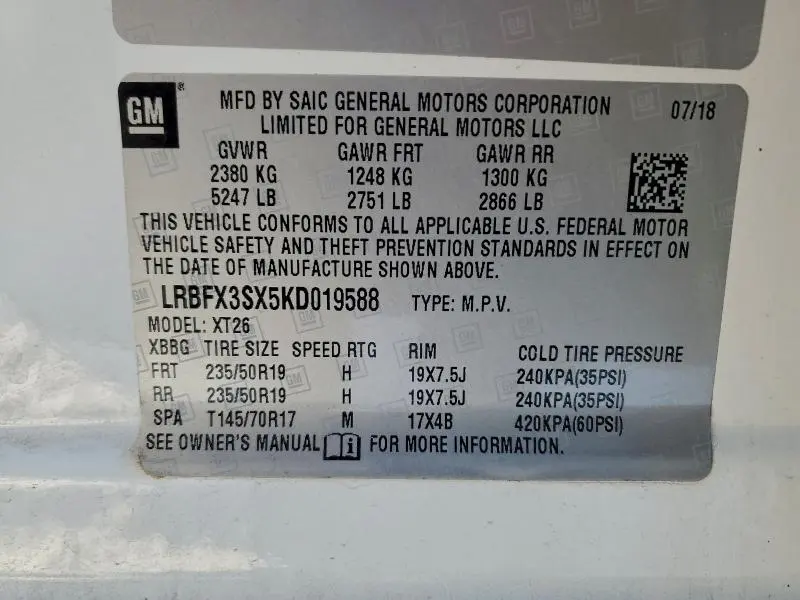 GM ®
MFD BY SAIC GENERAL MOTORS CORPORATION 07/18
LIMITED FOR GENERAL MOTORS LLC
GVWR GAWR FRT GAWR RR
2380 KG 1248 KG 1300 KG
5247 LB 2751 LB 2866 LB
THIS VEHICLE CONFORMS TO ALL APPLICABLE U.S. FEDERAL MOTOR
VEHICLE SAFETY AND THEFT PREVENTION STANDARDS IN EFFECT ON
THE DATE OF MANUFACTURE SHOWN ABOVE.
LRBFX3SX5KD019588 TYPE: M.P.V.
MODEL: XT26
XBBG TIRE SIZE SPEED RTG RIM COLD TIRE PRESSURE
FRT 235/50R19 H 19X7.5J 240KPA(35PSI)
RR 235/50R19 H 19X7.5J 240KPA(35PSI)
SPA T145/70R17 M 17X4B 420KPA(60PSI)
SEE OWNER'S MANUAL i FOR MORE INFORMATION.